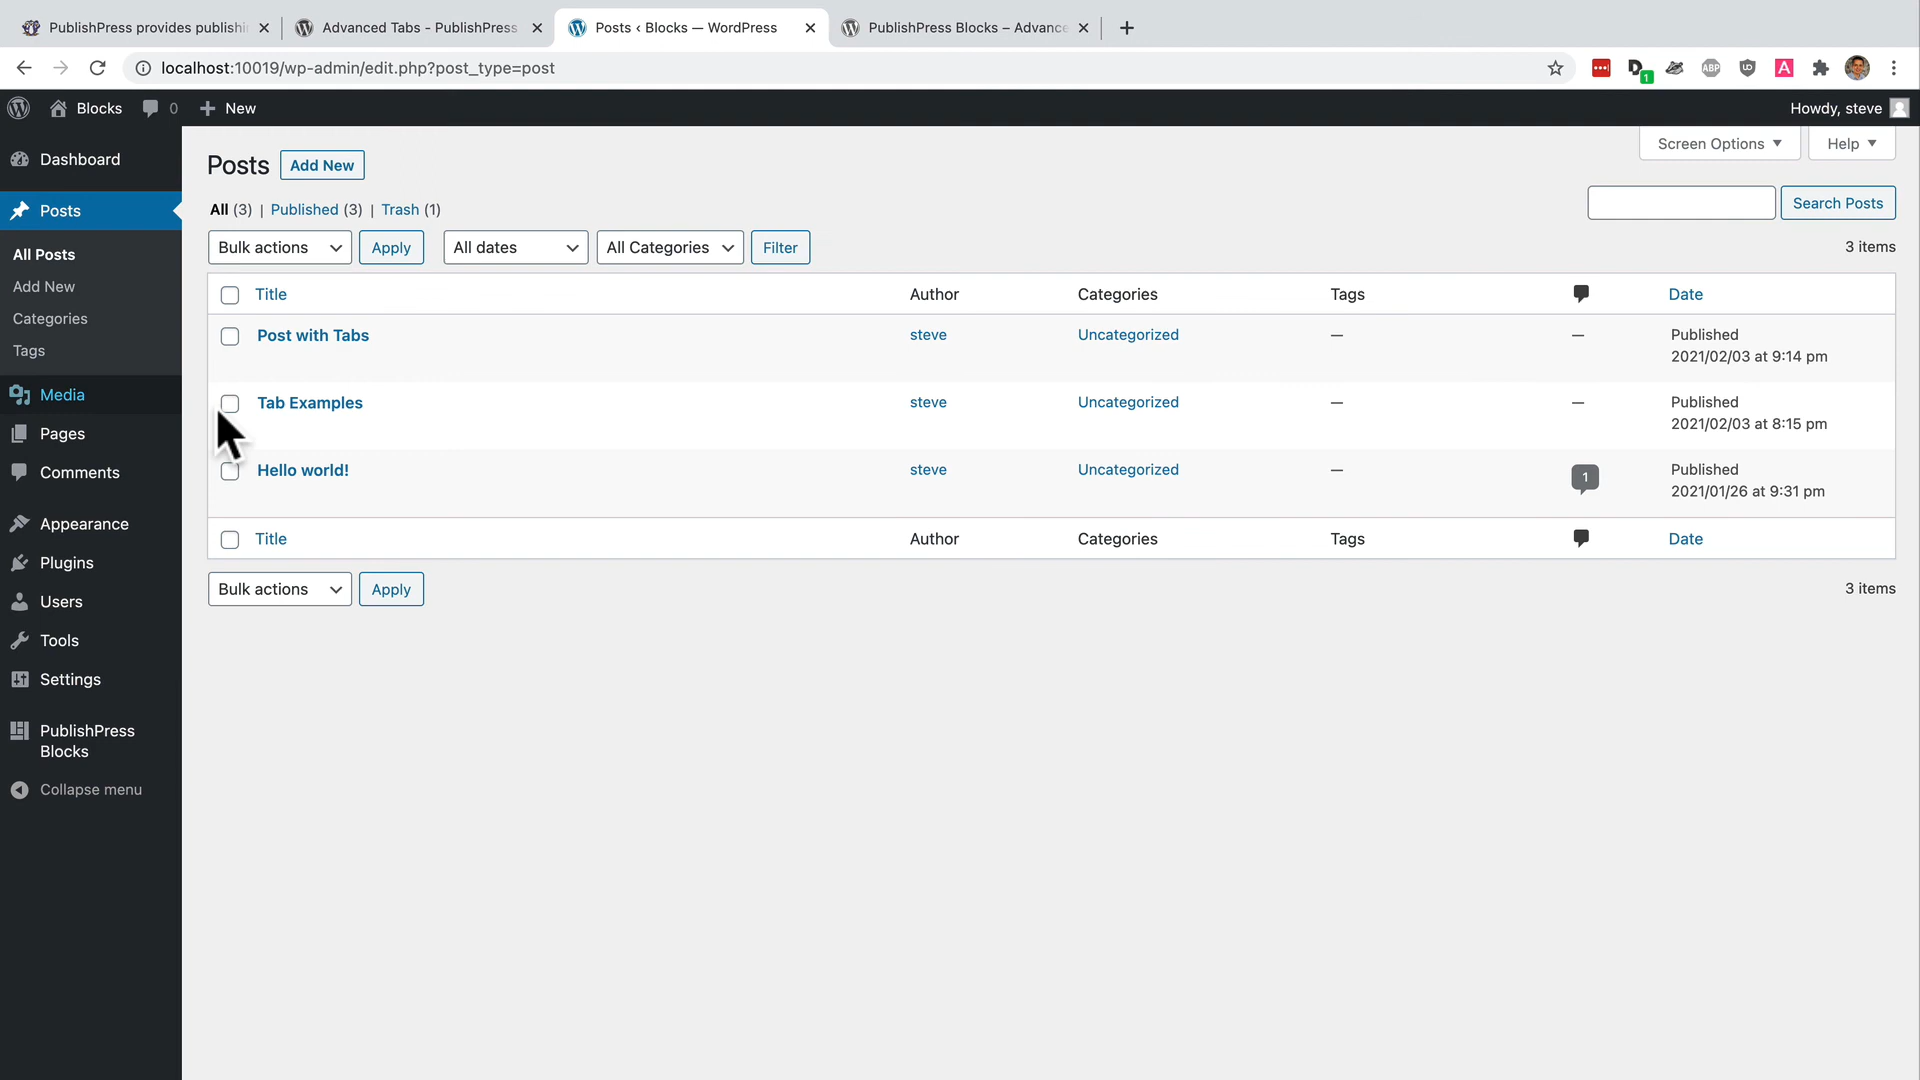 PublishPress provides publishi
Advanced Tabs - PublishPress
Posts ‹ Blocks — WordPress
PublishPress Blocks – Advance
localhost:10019/wp-admin/edit.php?post_type=post
1
ABP
A
Blocks
0
New
Howdy, steve
Dashboard
Posts
All Posts
Add New
Categories
Tags
Media
Pages
Comments
Appearance
Plugins
Users
Tools
Settings
PublishPress
Blocks
Collapse menu
Screen Options
Help
Posts Add New
All (3) | Published (3) | Trash (1)
Search Posts
Bulk actions Apply All dates All Categories Filter 3 items
Title Author Categories Tags Date
Post with Tabs steve Uncategorized — — Published
2021/02/03 at 9:14 pm
Tab Examples steve Uncategorized — — Published
2021/02/03 at 8:15 pm
Hello world! steve Uncategorized — 1 Published
2021/01/26 at 9:31 pm
Title Author Categories Tags Date
Bulk actions Apply 3 items